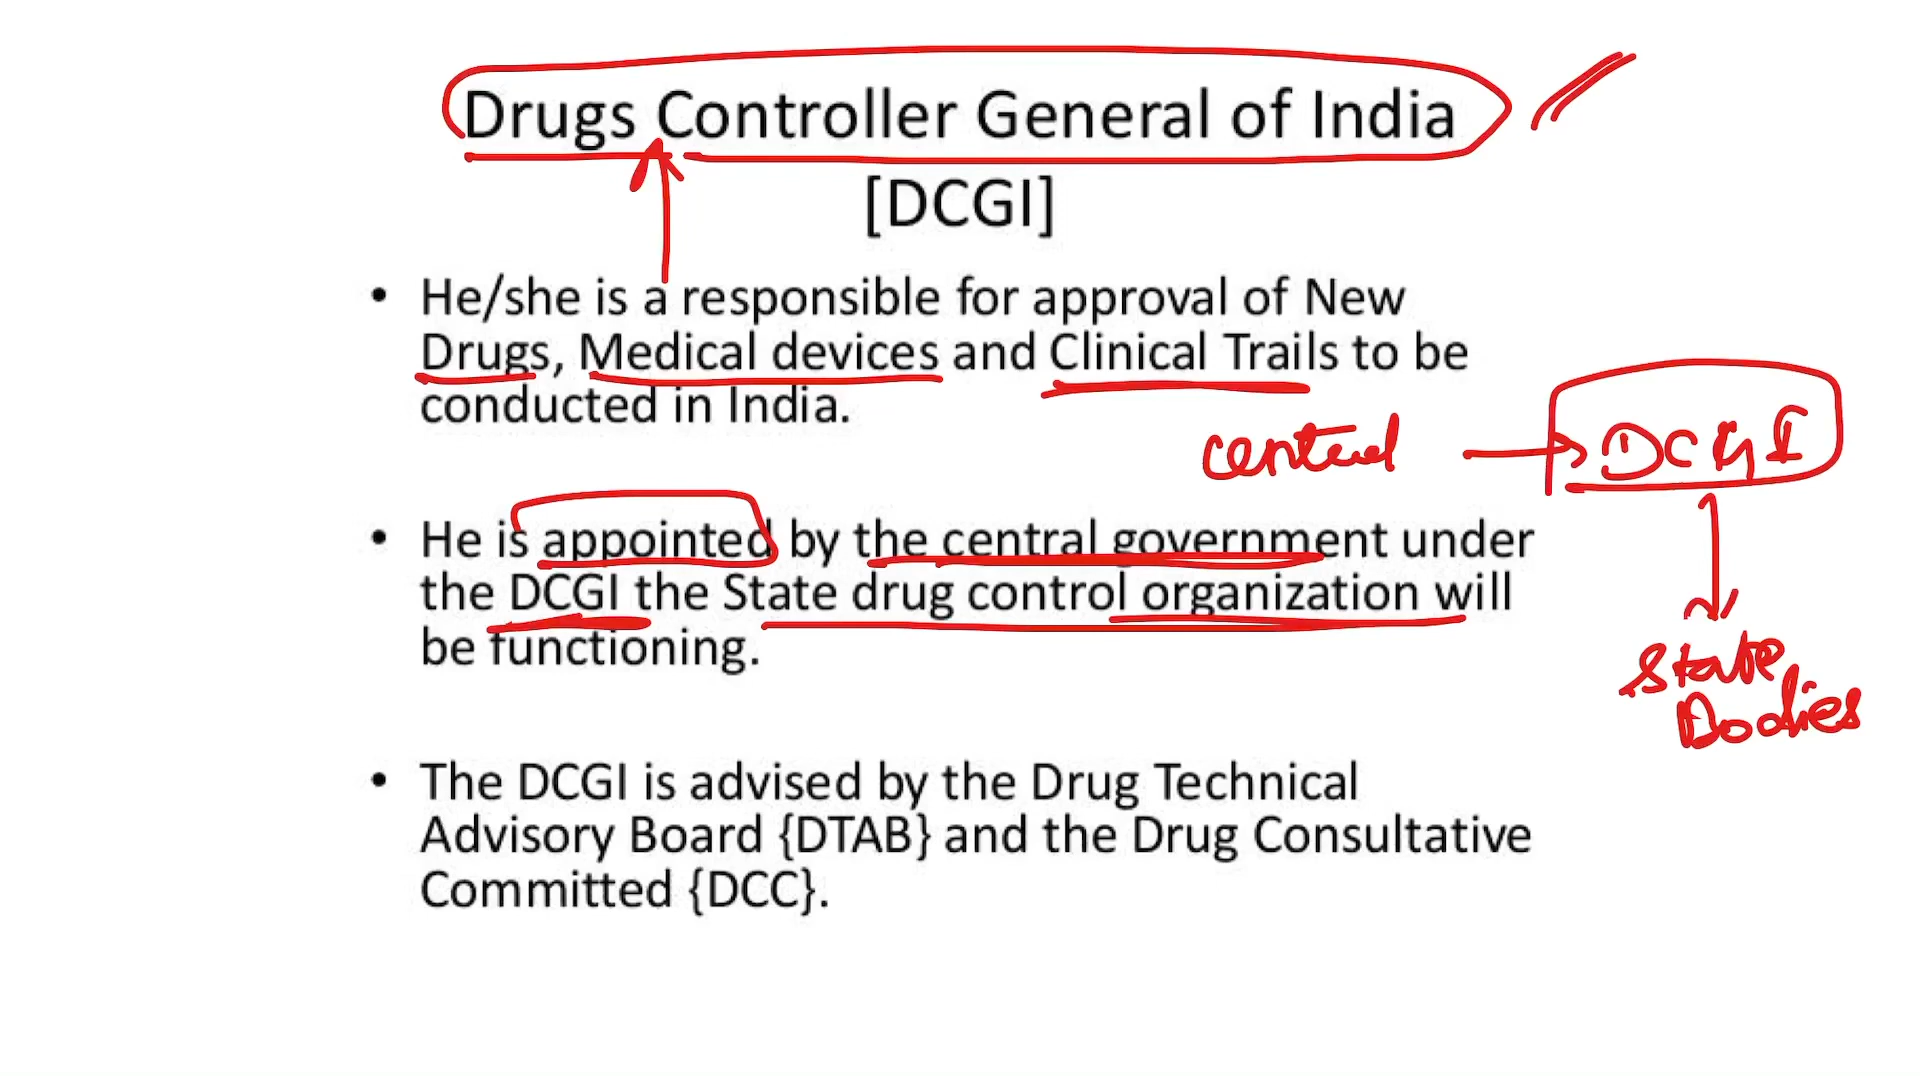 Drugs Controller General of India
[DCGI]
• He/she is a responsible for approval of New
Drugs, Medical devices and Clinical Trails to be
conducted in India.
central → DCGI
• He is appointed by the central government under
the DCGI the State drug control organization will
be functioning.
State
Bodies
• The DCGI is advised by the Drug Technical
Advisory Board {DTAB} and the Drug Consultative
Committed {DCC}.